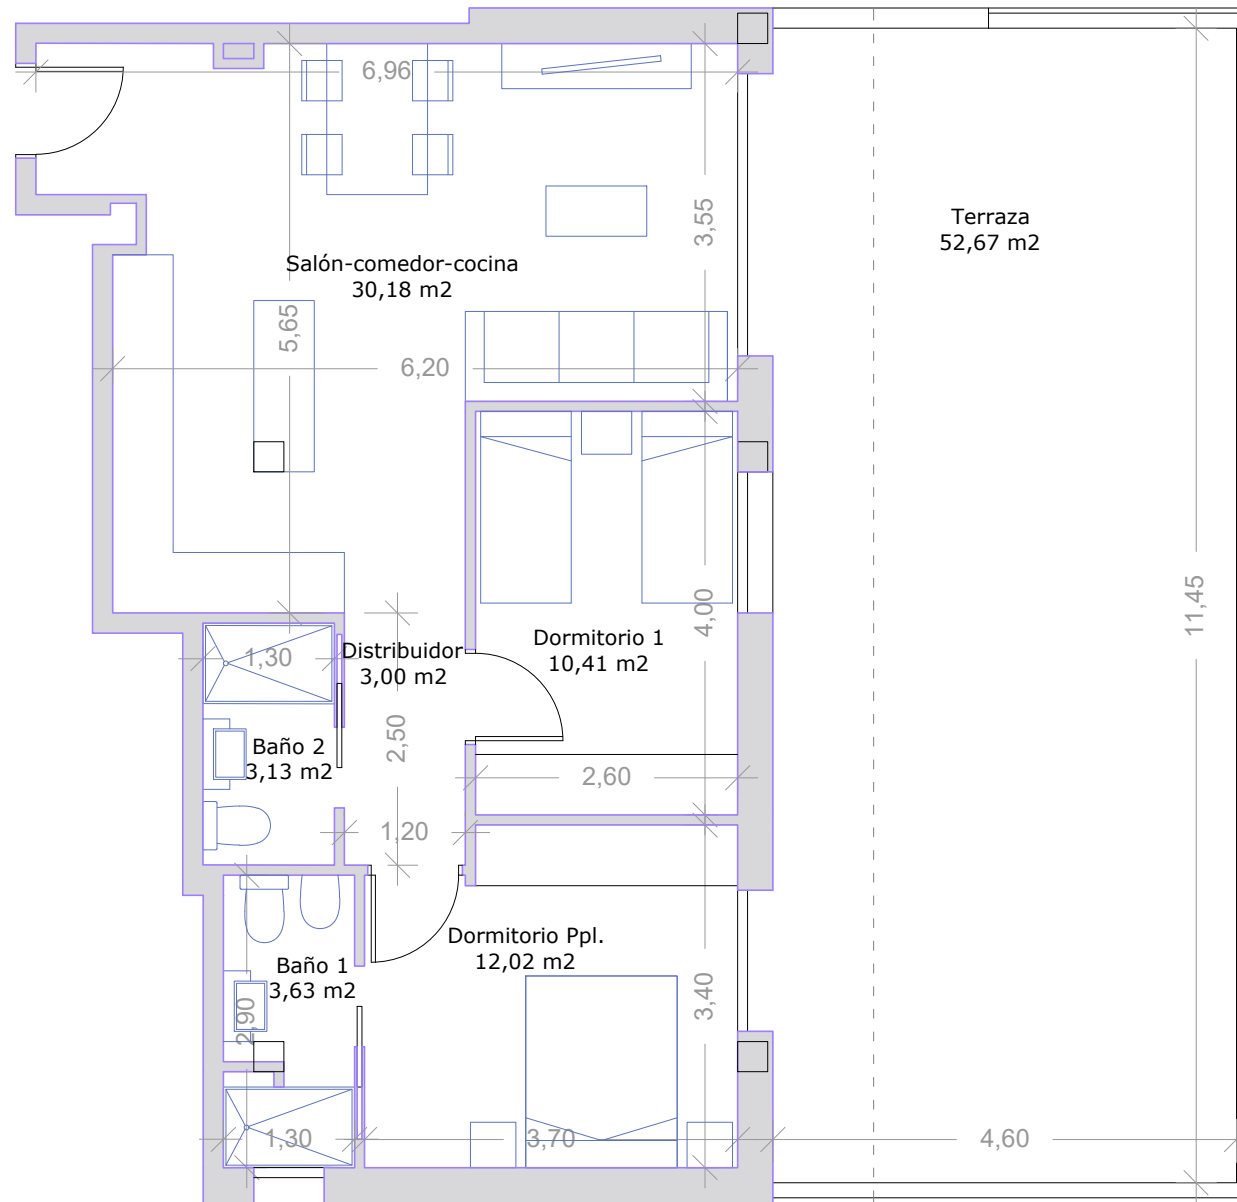 6,96
Terraza
52,67 m2
3,55
Salón-comedor-cocina
30,18 m2
5,65
6,20
4,00
11,45
Dormitorio 1
10,41 m2
Distribuidor
3,00 m2
1,30
2,50
Baño 2
3,13 m2
2,60
1,20
Dormitorio Ppl.
12,02 m2
Baño 1
3,63 m2
2,90
3,40
1,30
3,70
4,60